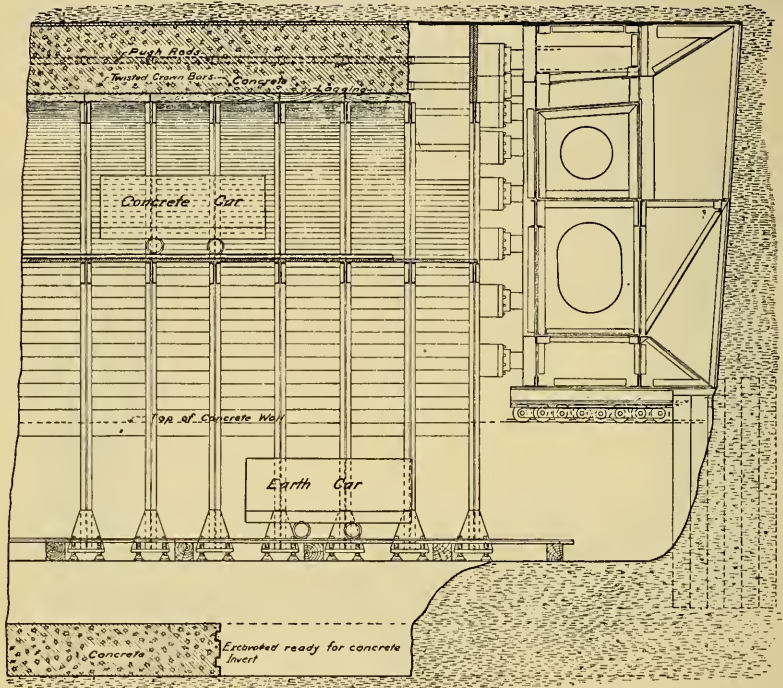 Push Rods
Twisted Crown Bars
Concrete
Lagging
Concrete Car
Top of Concrete Wall
Earth Car
Concrete
Excavated ready for concrete
Invert